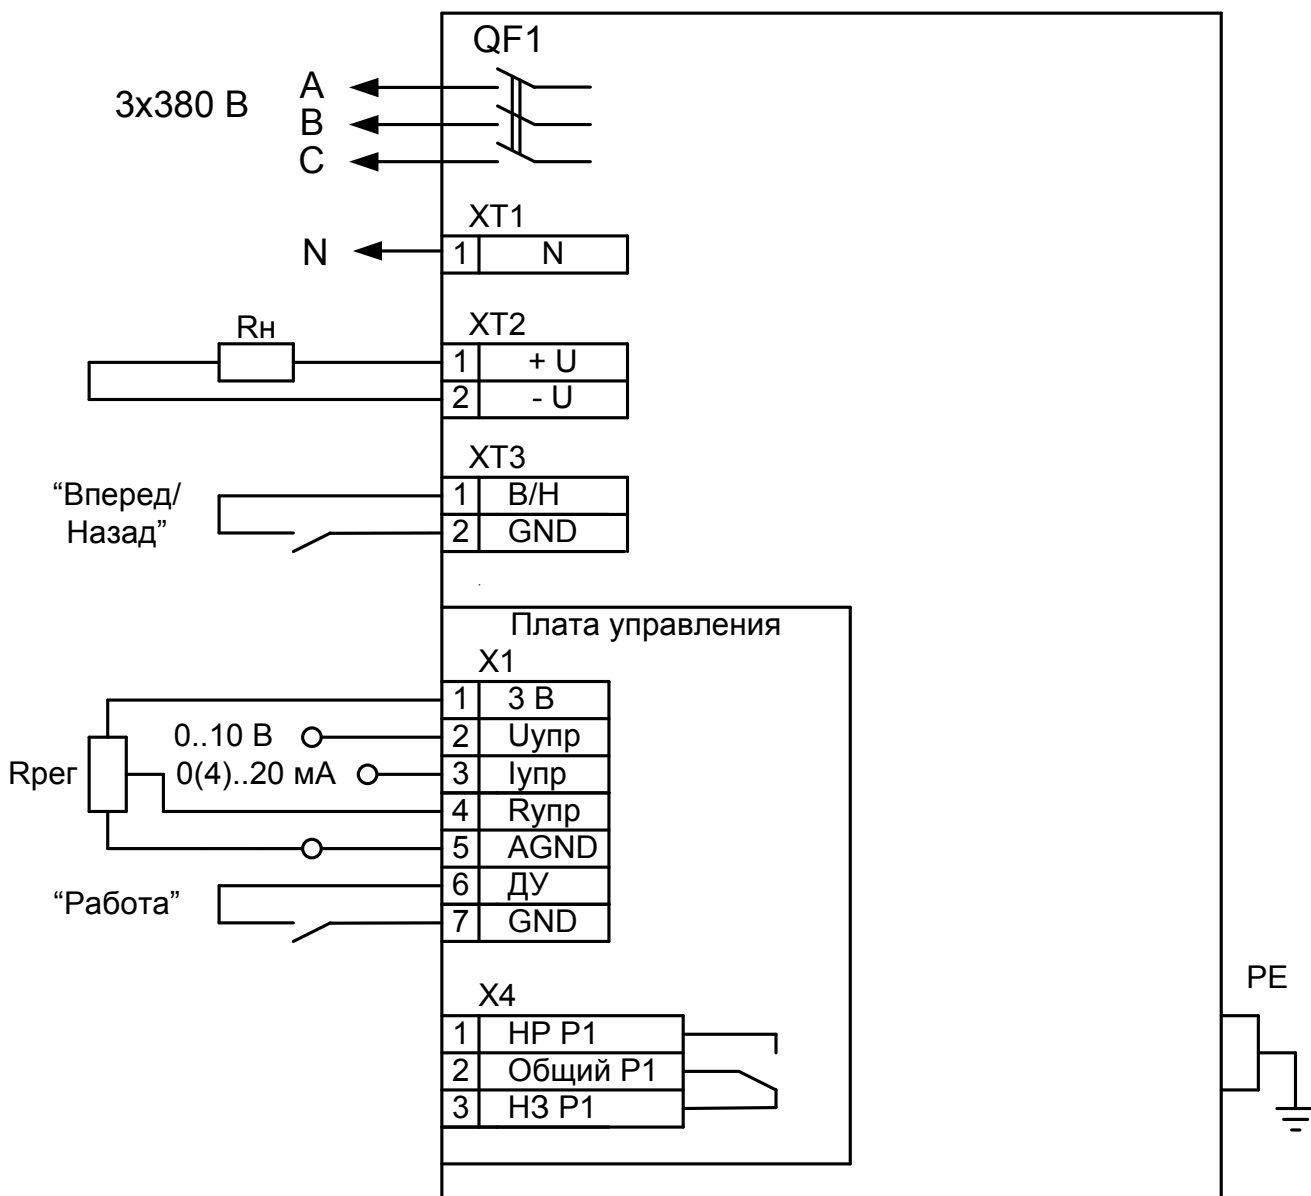 QF1
3x380 В
A
B
C
XT1
N
1 N
Rн
XT2
1 + U
2 - U
XT3
“Вперед/
Назад”
1 В/Н
2 GND
Плата управления
X1
1 3 В
0..10 В
2 Uупр
Rрег
0(4)..20 мА
3 Iупр
4 Rупр
5 AGND
“Работа”
6 ДУ
7 GND
PE
X4
1 НР Р1
2 Общий Р1
3 НЗ Р1